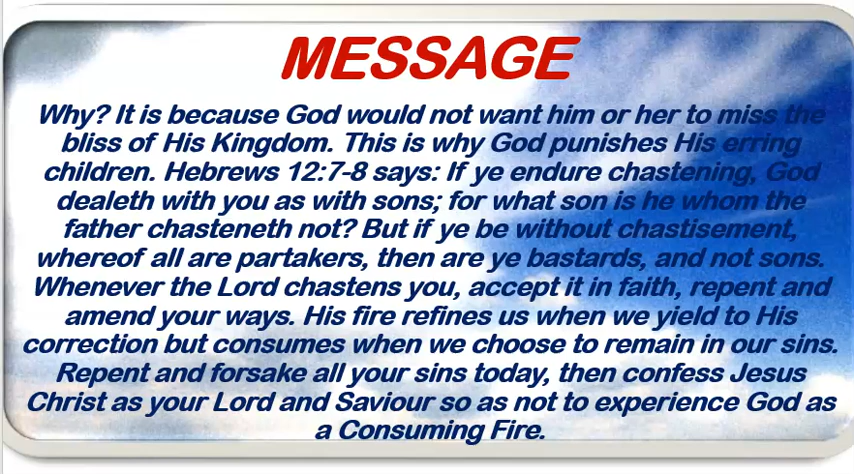 MESSAGE
Why? It is because God would not want him or her to miss the
bliss of His Kingdom. This is why God punishes His erring
children. Hebrews 12:7-8 says: If ye endure chastening, God
dealeth with you as with sons; for what son is he whom the
father chasteneth not? But if ye be without chastisement,
whereof all are partakers, then are ye bastards, and not sons.
Whenever the Lord chastens you, accept it in faith, repent and
amend your ways. His fire refines us when we yield to His
correction but consumes when we choose to remain in our sins.
Repent and forsake all your sins today, then confess Jesus
Christ as your Lord and Saviour so as not to experience God as
a Consuming Fire.